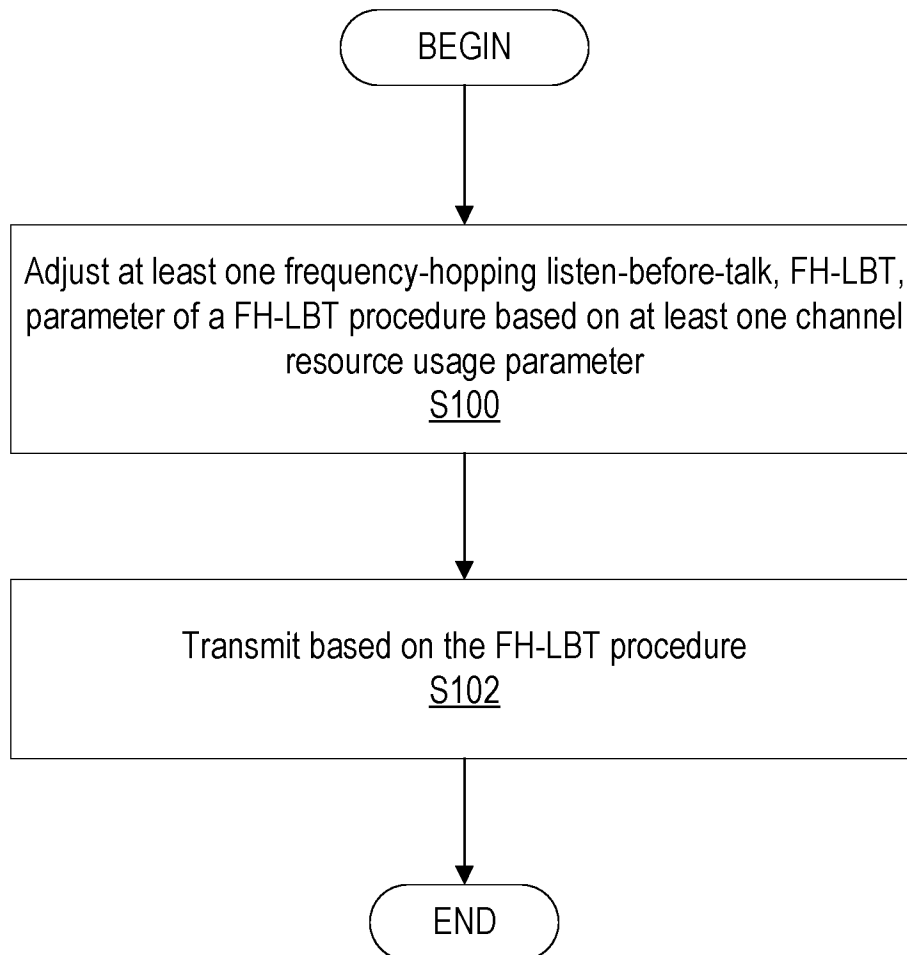 BEGIN
Adjust at least one frequency-hopping listen-before-talk, FH-LBT,
parameter of a FH-LBT procedure based on at least one channel
resource usage parameter
S100
Transmit based on the FH-LBT procedure
S102
END